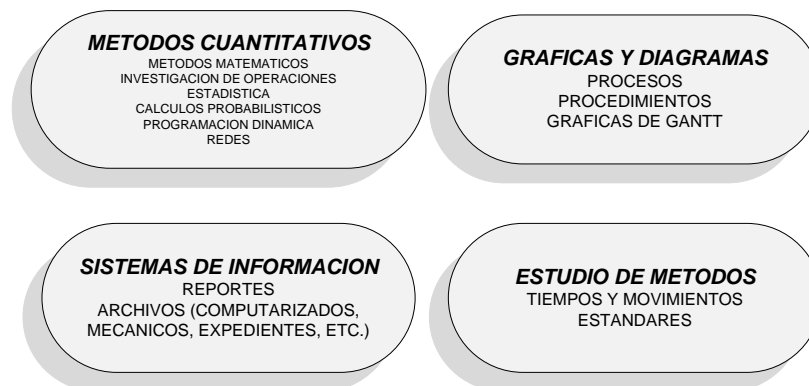 METODOS CUANTITATIVOS
METODOS MATEMATICOS
INVESTIGACION DE OPERACIONES
ESTADISTICA
CALCULOS PROBABILISTICOS
PROGRAMACION DINAMICA
REDES
GRAFICAS Y DIAGRAMAS
PROCESOS
PROCEDIMIENTOS
GRAFICAS DE GANTT
SISTEMAS DE INFORMACION
REPORTES
ARCHIVOS (COMPUTARIZADOS,
MECANICOS, EXPEDIENTES, ETC.)
ESTUDIO DE METODOS
TIEMPOS Y MOVIMIENTOS
ESTANDARES